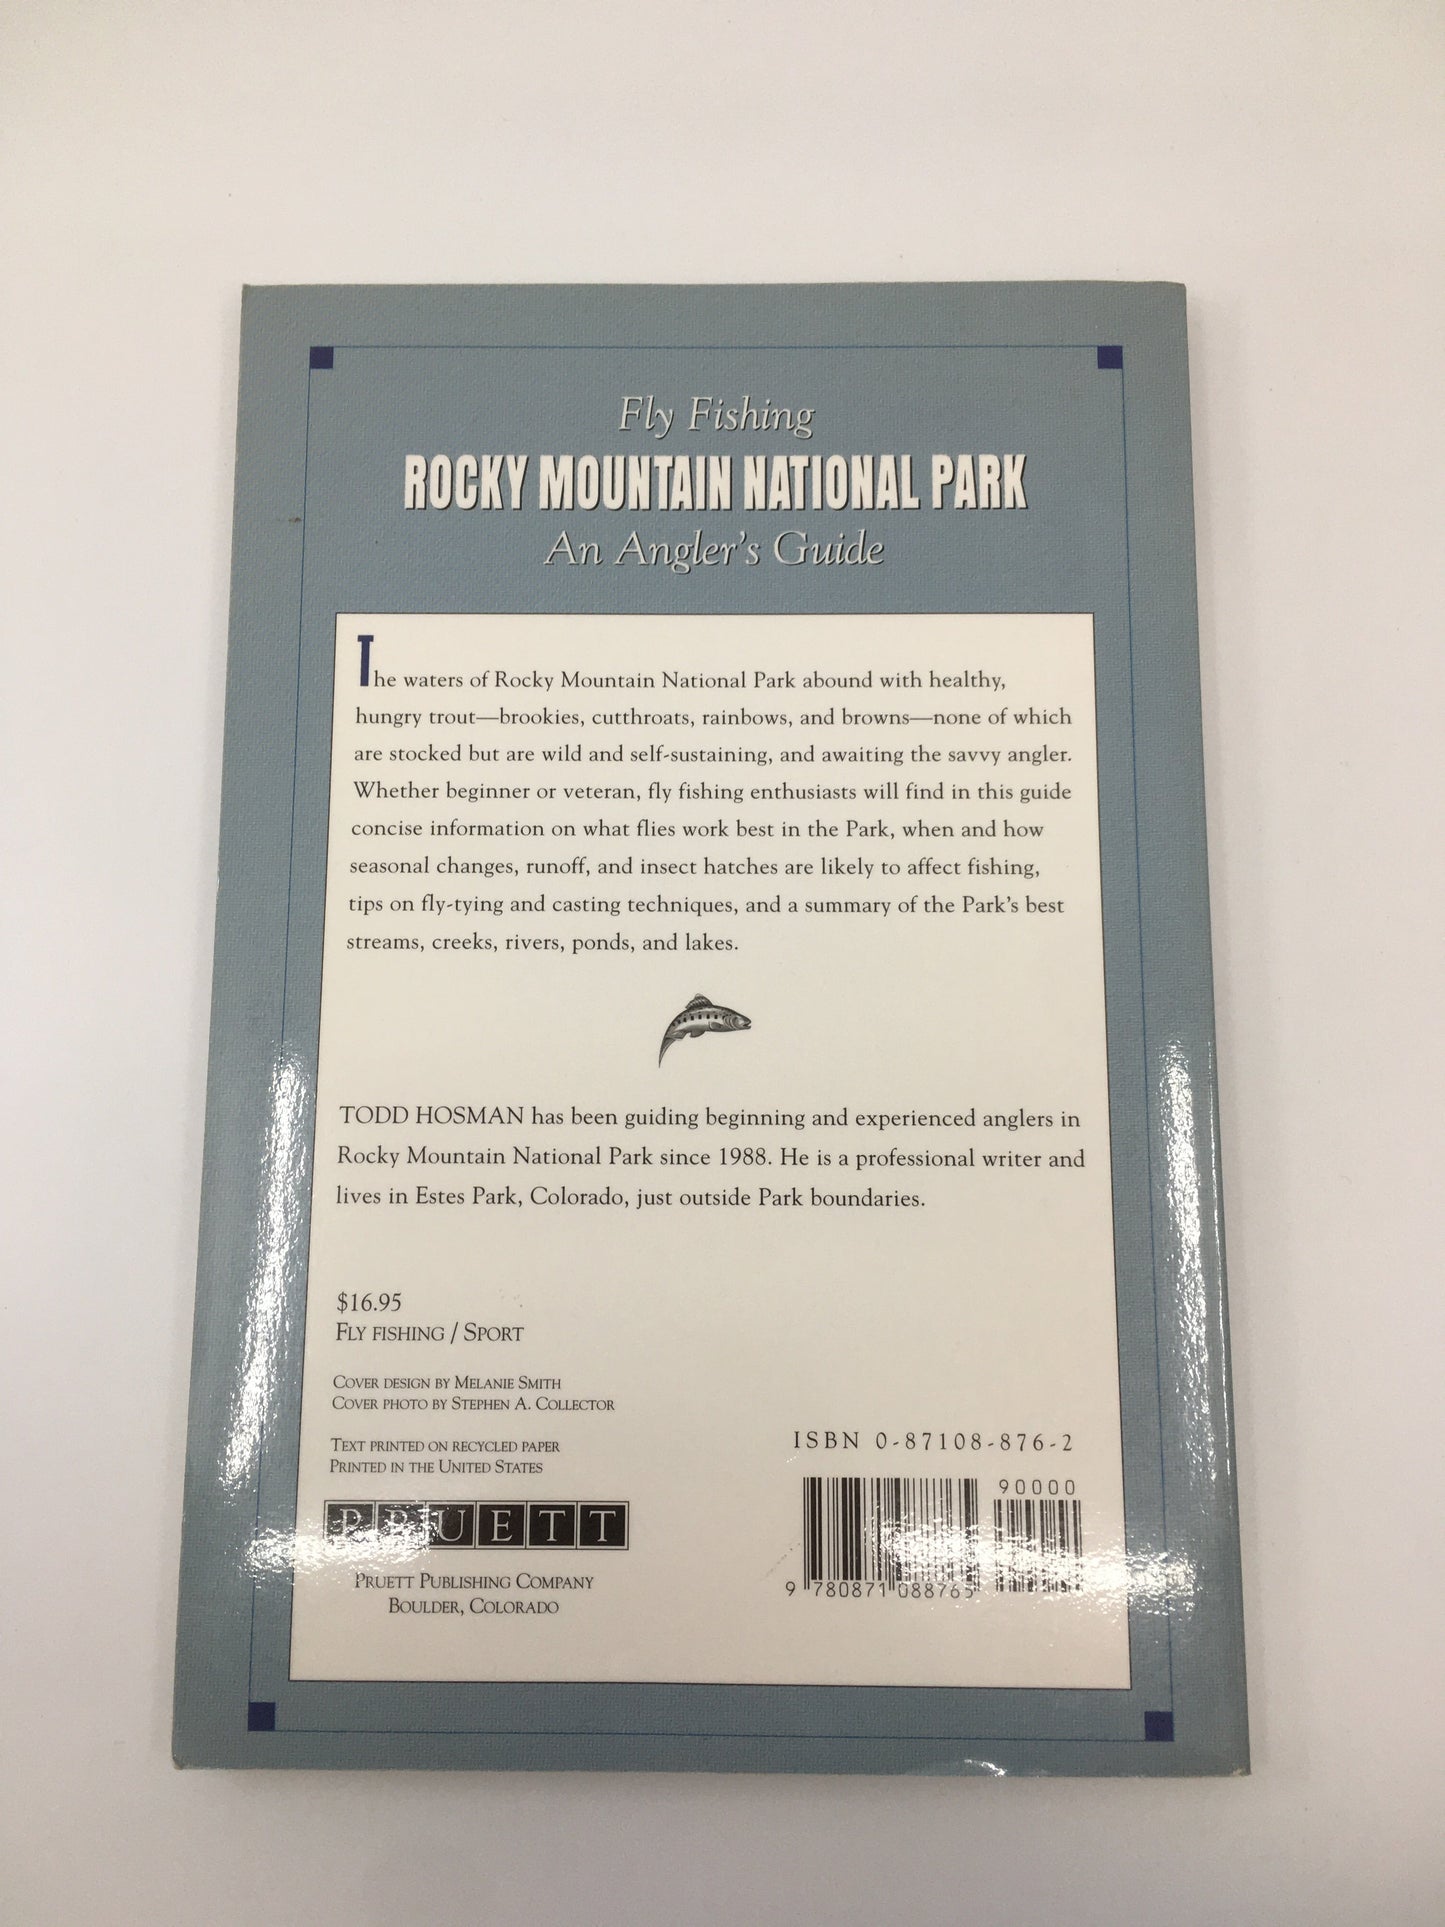 Fly Fishing
ROCKY MOUNTAIN NATIONAL PARK
An Angler's Guide
The waters of Rocky Mountain National Park abound with healthy,
hungry trout—brookies, cutthroats, rainbows, and browns—none of which
are stocked but are wild and self-sustaining, and awaiting the savvy angler.
Whether beginner or veteran, fly fishing enthusiasts will find in this guide
concise information on what flies work best in the Park, when and how
seasonal changes, runoff, and insect hatches are likely to affect fishing,
tips on fly-tying and casting techniques, and a summary of the Park's best
streams, creeks, rivers, ponds, and lakes.
TODD HOSMAN has been guiding beginning and experienced anglers in
Rocky Mountain National Park since 1988. He is a professional writer and
lives in Estes Park, Colorado, just outside Park boundaries.
$16.95
FLY FISHING / SPORT
COVER DESIGN BY MELANIE SMITH
COVER PHOTO BY STEPHEN A. COLLECTOR
TEXT PRINTED ON RECYCLED PAPER
PRINTED IN THE UNITED STATES
PRUETT
PRUETT PUBLISHING COMPANY
BOULDER, COLORADO
ISBN 0-87108-876-2
90000
9 780871 088765